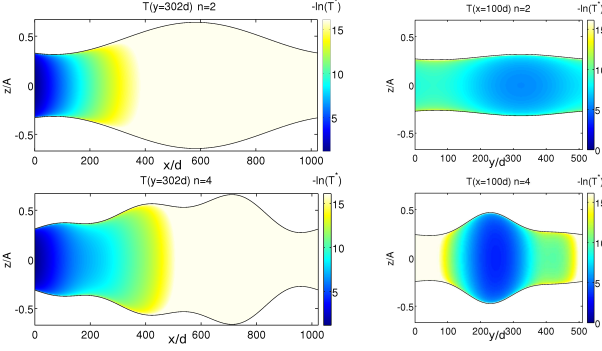 T(y=302d) n=2
-ln(T*)
0.5
0
-0.5
z/A
0 200 400 600 800 1000
x/d
15
10
5
T(x=100d) n=2
-ln(T*)
0.5
0
-0.5
z/A
0 100 200 300 400 500
y/d
15
10
5
0
T(y=302d) n=4
-ln(T*)
0.5
0
-0.5
z/A
0 200 400 600 800 1000
x/d
15
10
5
T(x=100d) n=4
-ln(T*)
0.5
0
-0.5
z/A
0 100 200 300 400 500
y/d
15
10
5
0